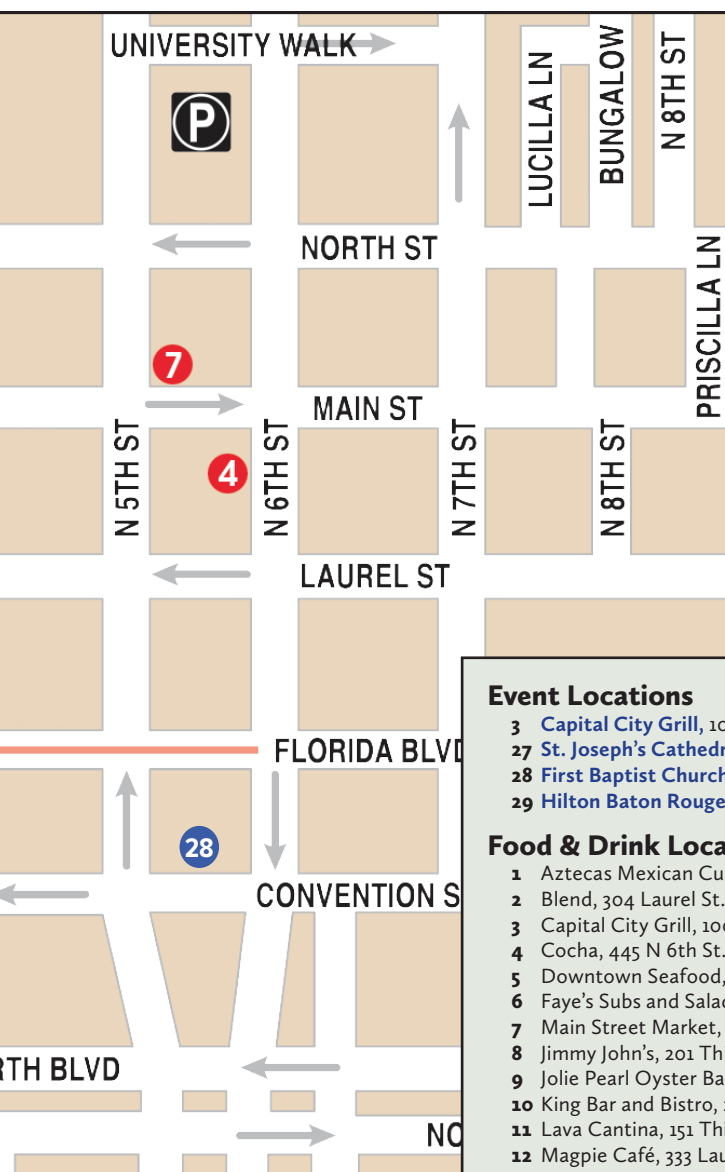 UNIVERSITY WALK
LUCILLA LN
BUNGALOW
N 8TH ST
P
NORTH ST
PRISCILLA LN
7
MAIN ST
N 5TH ST
4
N 6TH ST
N 7TH ST
N 8TH ST
LAUREL ST
FLORIDA BLVD
28
CONVENTION S
RTH BLVD
NO
Event Locations
3 Capital City Grill, 10
27 St. Joseph's Cathedr
28 First Baptist Church
29 Hilton Baton Rouge
Food & Drink Loca
1 Aztecas Mexican Cu
2 Blend, 304 Laurel St.
3 Capital City Grill, 100
4 Cocha, 445 N 6th St.
5 Downtown Seafood,
6 Faye's Subs and Salad
7 Main Street Market,
8 Jimmy John's, 201 Thi
9 Jolie Pearl Oyster Ba
10 King Bar and Bistro,
11 Lava Cantina, 151 Thi
12 Magpie Café, 333 Lau